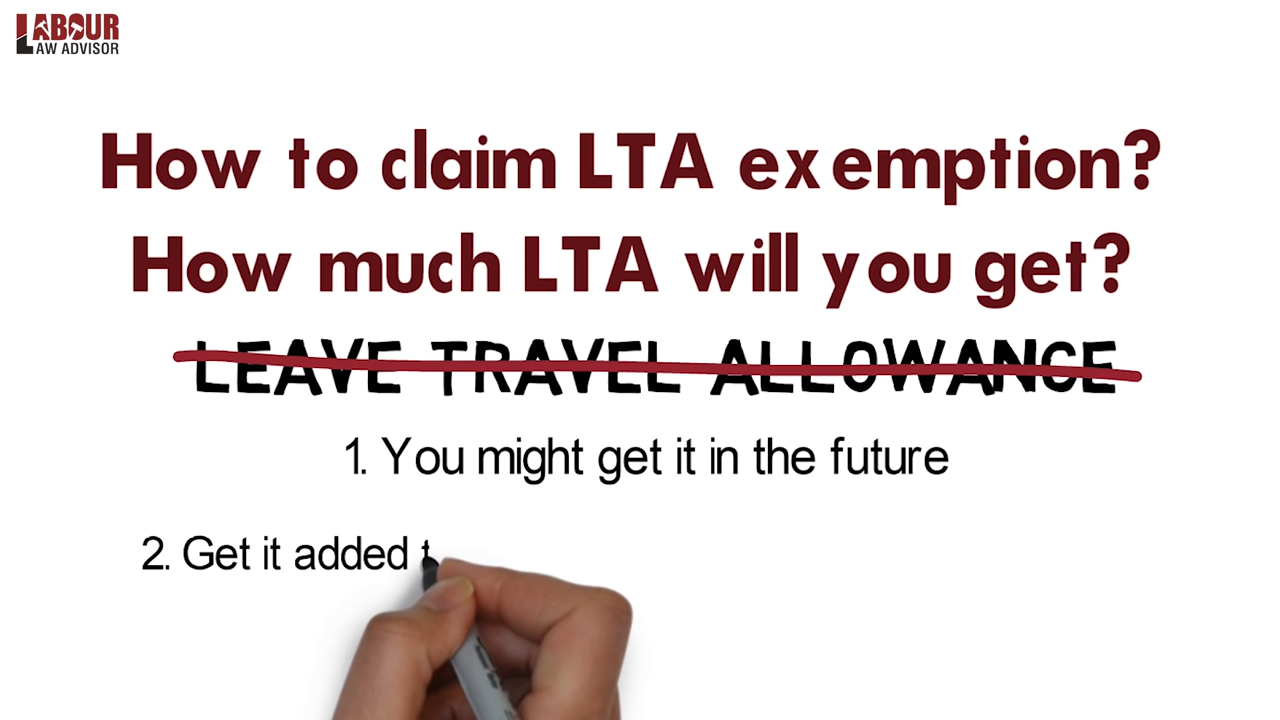 LABOUR
LAW ADVISOR
How to claim LTA exemption?
How much LTA will you get?
LEAVE TRAVEL ALLOWANCE
1. You might get it in the future
2. Get it added t